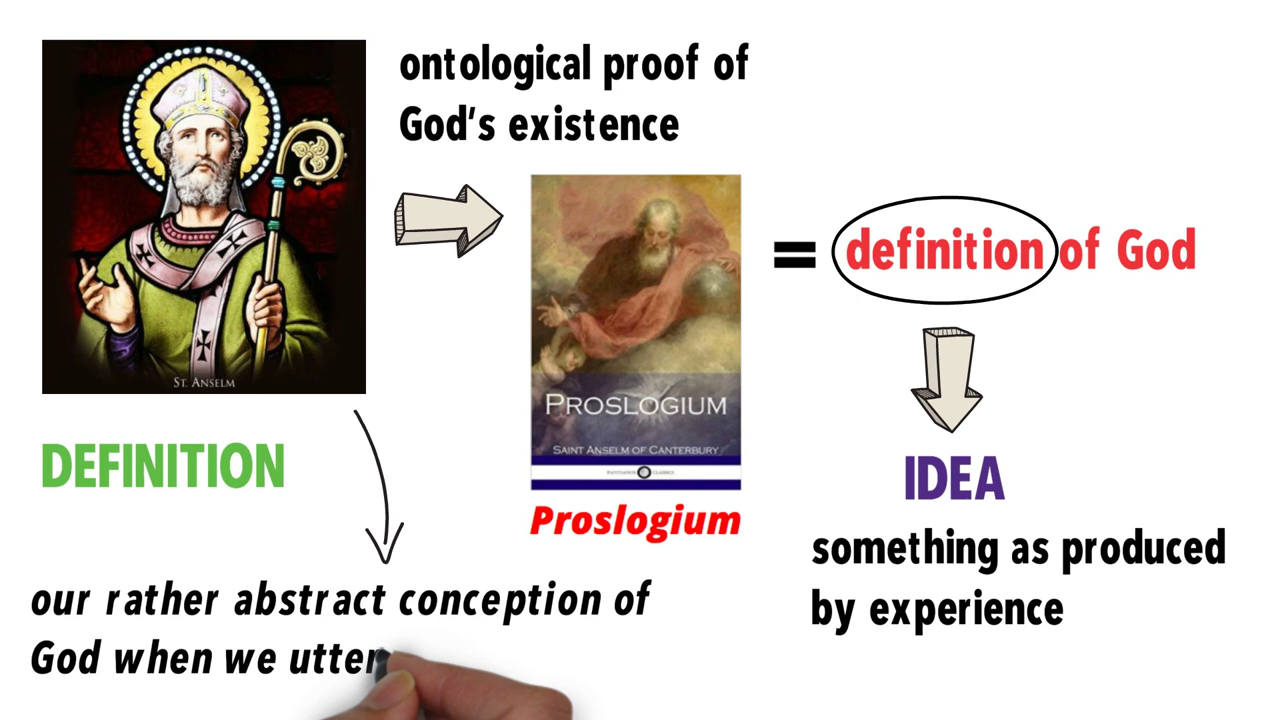 ontological proof of
God's existence
ST. ANSELM
PROSLOGIUM
SAINT ANSELM OF CANTERBURY
Proslogium
= definition of God
IDEA
something as produced
by experience
DEFINITION
our rather abstract conception of
God when we utter